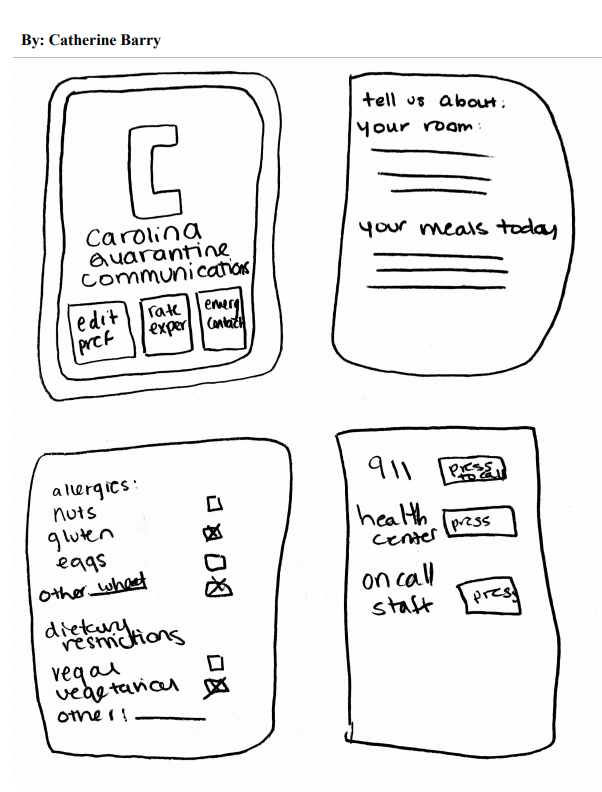 By: Catherine Barry
C
Carolina
Quarantine
Communications
edit
pref
rate
exper
emerg
contact
tell us about:
your room:
your meals today
allergies:
nuts
gluten
eggs
other wheat
dietary
restrictions
vegan
vegetarian
other:
911
press
to call
health
center
press
on call
staff
press